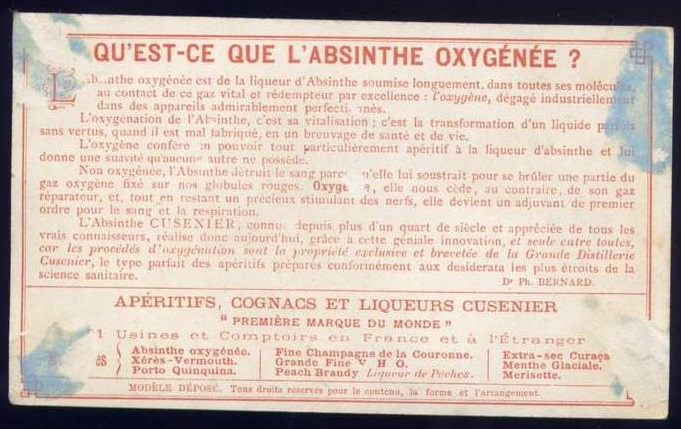 QU'EST-CE QUE L'ABSINTHE OXYGÉNÉE ?
L'Absinthe oxygénée est de la liqueur d'Absinthe soumise longuement, dans toutes ses molécules,
au contact de ce gaz vital et rédempteur par excellence : l'oxygène, dégagé industriellement
dans des appareils admirablement perfectionnés.
L'oxygénation de l'Absinthe, c'est sa vitalisation ; c'est la transformation d'un liquide parfois
sans vertus, quand il est mal fabriqué, en un breuvage de santé et de vie.
L'oxygène confère un pouvoir tout particulièrement apéritif à la liqueur d'absinthe et lui
donne une suavité qu'aucune autre ne possède.
Non oxygénée, l'Absinthe détruit le sang parce qu'elle lui soustrait pour se brûler une partie du
gaz oxygène fixé sur nos globules rouges. Oxygénée, elle nous cède, au contraire, de son gaz
réparateur, et, tout en restant un précieux stimulant des nerfs, elle devient un adjuvant de premier
ordre pour le sang et la respiration.
L'Absinthe CUSENIER, connue depuis plus d'un quart de siècle et appréciée de tous les
vrais connaisseurs, réalise donc aujourd'hui, grâce à cette géniale innovation, et seule entre toutes,
car les procédés d'oxygénation sont la propriété exclusive et brevetée de la Grande Distillerie
Cusenier, le type parfait des apéritifs préparés conformément aux desiderata les plus étroits de la
science sanitaire.
Dr Ph. BERNARD.
APÉRITIFS, COGNACS ET LIQUEURS CUSENIER
" PREMIÈRE MARQUE DU MONDE "
1 Usines et Comptoirs en France et à l'Étranger
Absinthe oxygénée.
Xérès-Vermouth.
Porto Quinquina.
Fine Champagne de la Couronne.
Grande Fine V H O.
Peach Brandy Liqueur de Pêches.
Extra-sec Curaça
Menthe Glaciale.
Merisette.
MODÈLE DÉPOSÉ. Tous droits réservés pour le contenu, la forme et l'arrangement.